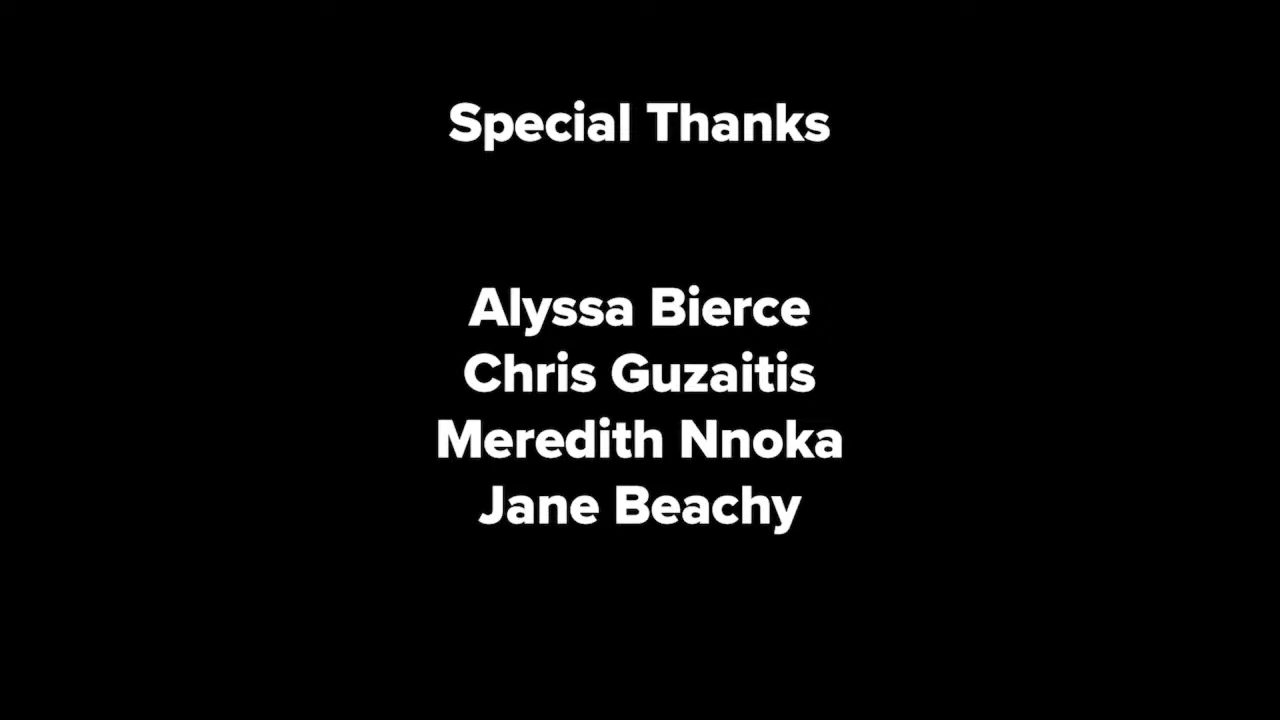 Special Thanks
Alyssa Bierce
Chris Guzaitis
Meredith Nnoka
Jane Beachy